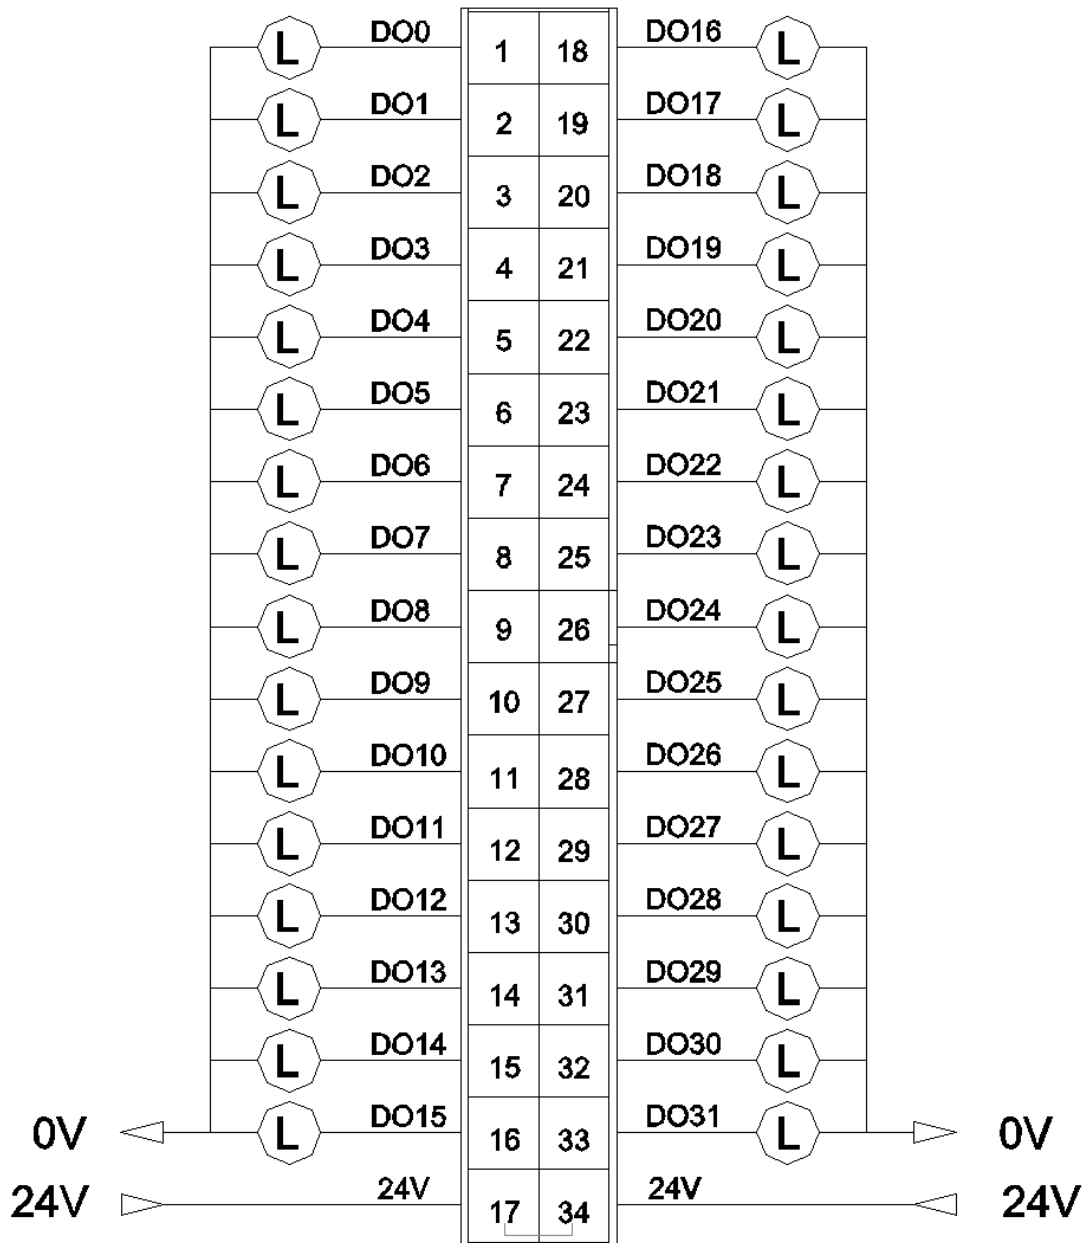 L DO0 1 18 DO16 L
L DO1 2 19 DO17 L
L DO2 3 20 DO18 L
L DO3 4 21 DO19 L
L DO4 5 22 DO20 L
L DO5 6 23 DO21 L
L DO6 7 24 DO22 L
L DO7 8 25 DO23 L
L DO8 9 26 DO24 L
L DO9 10 27 DO25 L
L DO10 11 28 DO26 L
L DO11 12 29 DO27 L
L DO12 13 30 DO28 L
L DO13 14 31 DO29 L
L DO14 15 32 DO30 L
0V L DO15 16 33 DO31 L 0V
24V 24V 17 34 24V 24V